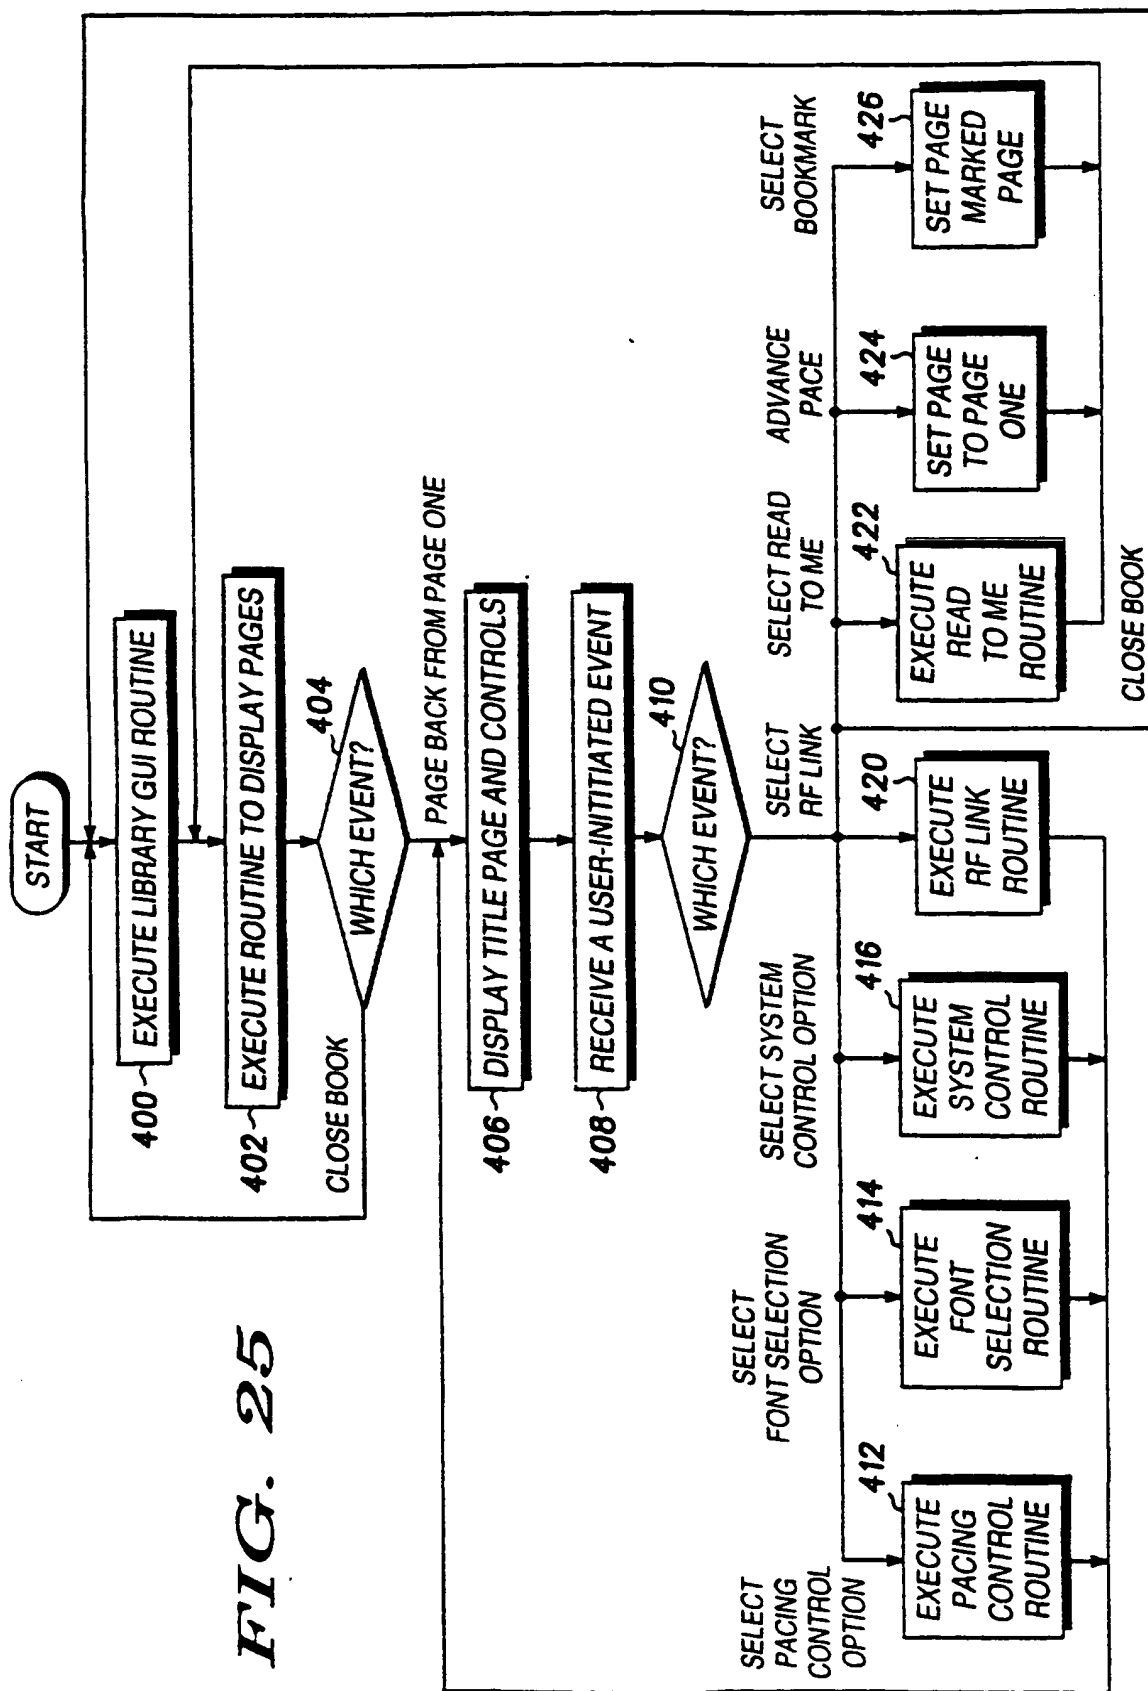 FIG. 25
START
EXECUTE LIBRARY GUI ROUTINE
400
EXECUTE ROUTINE TO DISPLAY PAGES
402
WHICH EVENT?
404
CLOSE BOOK
PAGE BACK FROM PAGE ONE
DISPLAY TITLE PAGE AND CONTROLS
406
RECEIVE A USER-INITITIATED EVENT
408
WHICH EVENT?
410
SELECT
PACING
CONTROL
OPTION
412
EXECUTE
PACING
CONTROL
ROUTINE
SELECT
FONT SELECTION
OPTION
414
EXECUTE
FONT
SELECTION
ROUTINE
SELECT SYSTEM
CONTROL OPTION
416
EXECUTE
SYSTEM
CONTROL
ROUTINE
SELECT
RF LINK
420
EXECUTE
RF LINK
ROUTINE
CLOSE BOOK
SELECT READ
TO ME
422
EXECUTE
READ
TO ME
ROUTINE
ADVANCE
PACE
424
SET PAGE
TO PAGE
ONE
SELECT
BOOKMARK
426
SET PAGE
MARKED
PAGE